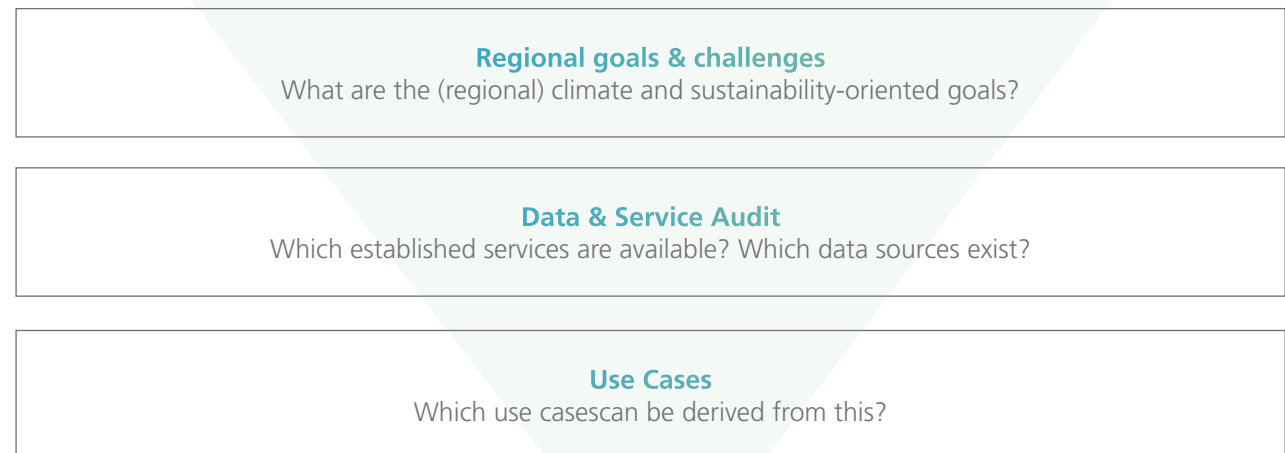 Regional goals & challenges
What are the (regional) climate and sustainability-oriented goals?
Data & Service Audit
Which established services are available? Which data sources exist?
Use Cases
Which use casescan be derived from this?